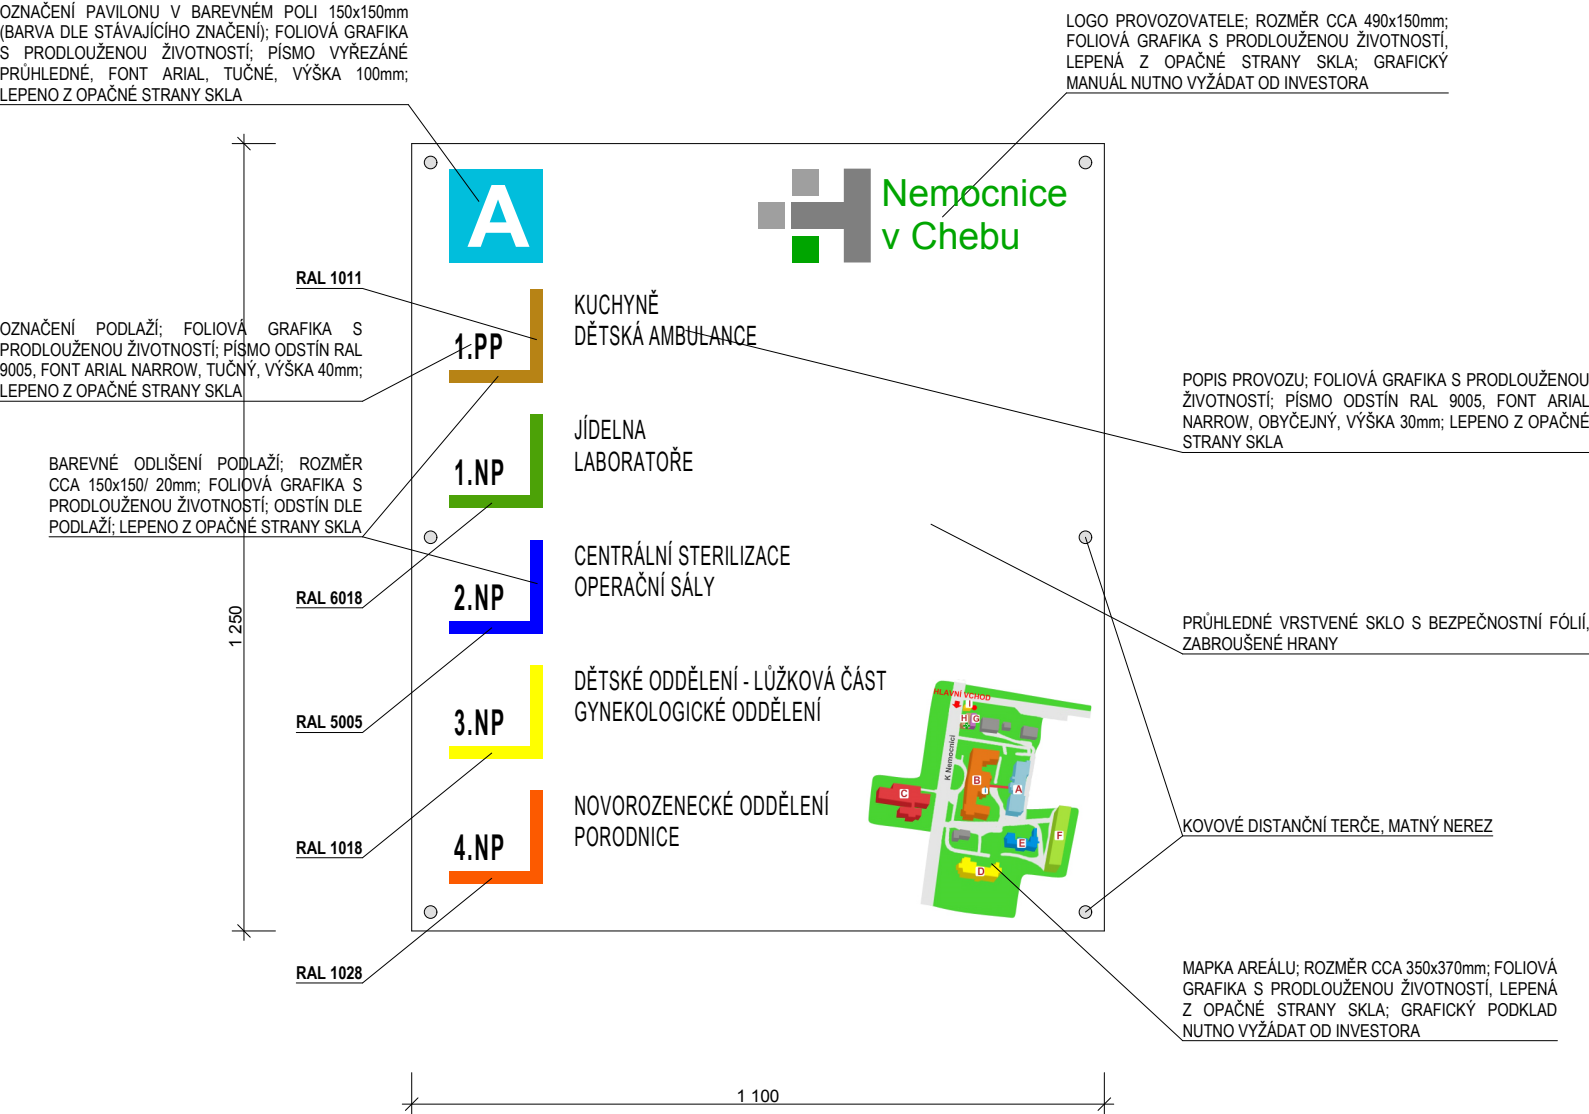 OZNAČENÍ PAVILONU V BAREVNÉM POLI 150x150mm
(BARVA DLE STÁVAJÍCÍHO ZNAČENÍ); FOLIOVÁ GRAFIKA
S PRODLOUŽENOU ŽIVOTNOSTÍ; PÍSMO VYŘEZÁNÉ
PRŮHLEDNÉ, FONT ARIAL, TUČNÉ, VÝŠKA 100mm;
LEPENO Z OPAČNÉ STRANY SKLA
LOGO PROVOZOVATELE; ROZMĚR CCA 490x150mm;
FOLIOVÁ GRAFIKA S PRODLOUŽENOU ŽIVOTNOSTÍ,
LEPENÁ Z OPAČNÉ STRANY SKLA; GRAFICKÝ
MANUÁL NUTNO VYŽÁDAT OD INVESTORA
A
Nemocnice
v Chebu
RAL 1011
OZNAČENÍ PODLAŽÍ; FOLIOVÁ GRAFIKA S
PRODLOUŽENOU ŽIVOTNOSTÍ; PÍSMO ODSTÍN RAL
9005, FONT ARIAL NARROW, TUČNÝ, VÝŠKA 40mm;
LEPENO Z OPAČNÉ STRANY SKLA
1.PP
KUCHYNĚ
DĚTSKÁ AMBULANCE
POPIS PROVOZU; FOLIOVÁ GRAFIKA S PRODLOUŽENOU
ŽIVOTNOSTÍ; PÍSMO ODSTÍN RAL 9005, FONT ARIAL
NARROW, OBYČEJNÝ, VÝŠKA 30mm; LEPENO Z OPAČNÉ
STRANY SKLA
BAREVNÉ ODLIŠENÍ PODLAŽÍ; ROZMĚR
CCA 150x150/ 20mm; FOLIOVÁ GRAFIKA S
PRODLOUŽENOU ŽIVOTNOSTÍ; ODSTÍN DLE
PODLAŽÍ; LEPENO Z OPAČNÉ STRANY SKLA
1.NP
JÍDELNA
LABORATOŘE
RAL 6018
2.NP
CENTRÁLNÍ STERILIZACE
OPERAČNÍ SÁLY
1 250
PRŮHLEDNÉ VRSTVENÉ SKLO S BEZPEČNOSTNÍ FÓLIÍ,
ZABROUŠENÉ HRANY
RAL 5005
3.NP
DĚTSKÉ ODDĚLENÍ - LŮŽKOVÁ ČÁST
GYNEKOLOGICKÉ ODDĚLENÍ
HLAVNÍ VCHOD
I
H G
K Nemocnici
B
I
A
C
F
E
D
RAL 1018
4.NP
NOVOROZENECKÉ ODDĚLENÍ
PORODNICE
KOVOVÉ DISTANČNÍ TERČE, MATNÝ NEREZ
RAL 1028
MAPKA AREÁLU; ROZMĚR CCA 350x370mm; FOLIOVÁ
GRAFIKA S PRODLOUŽENOU ŽIVOTNOSTÍ, LEPENÁ
Z OPAČNÉ STRANY SKLA; GRAFICKÝ PODKLAD
NUTNO VYŽÁDAT OD INVESTORA
1 100